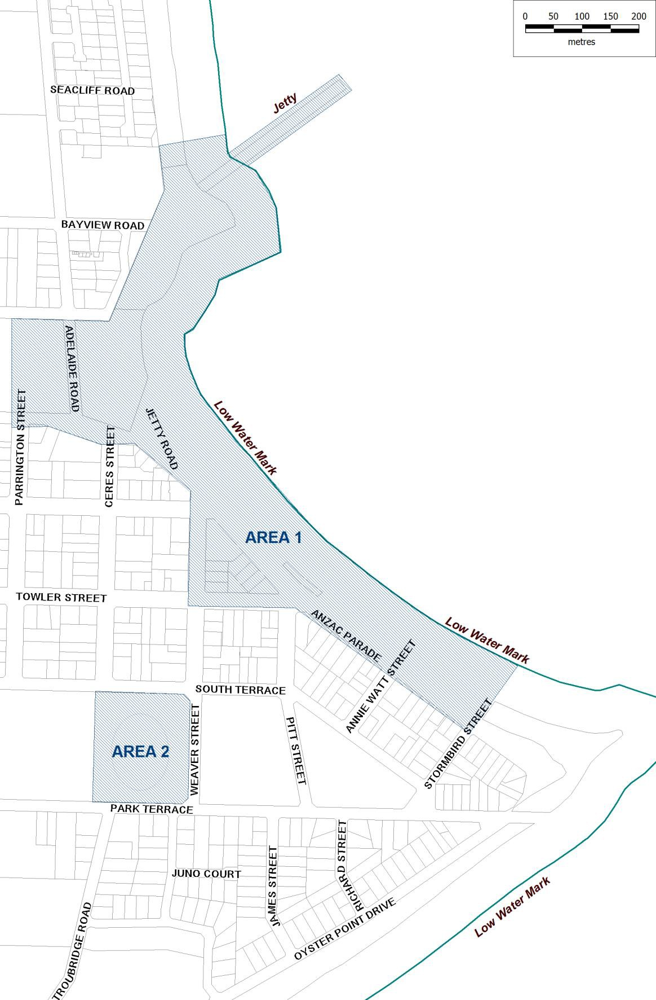 0 50 100 150 200
metres
SEACLIFF ROAD
Jetty
BAYVIEW ROAD
ADELAIDE ROAD
PARRINGTON STREET
CERES STREET
JETTY ROAD
Low Water Mark
AREA 1
TOWLER STREET
ANZAC PARADE
Low Water Mark
ANNIE WATT STREET
SOUTH TERRACE
STORMBIRD STREET
WEAVER STREET
PITT STREET
AREA 2
PARK TERRACE
JUNO COURT
JAMES STREET
RICHARD STREET
OYSTER POINT DRIVE
Low Water Mark
TROUBRIDGE ROAD